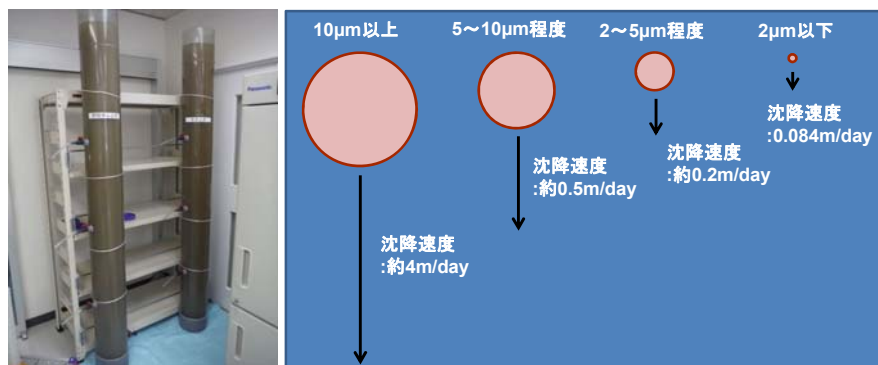 Panasonic
10μm以上
5～10μm程度
2～5μm程度
2μm以下
沈降速度
:約4m/day
沈降速度
:約0.5m/day
沈降速度
:約0.2m/day
沈降速度
:0.084m/day